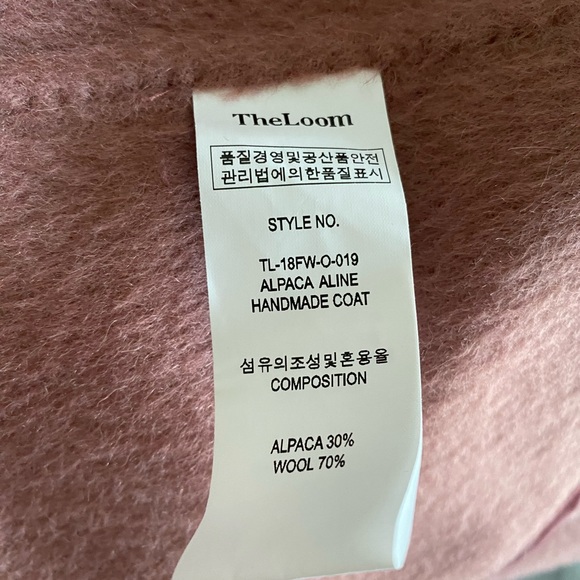 TheLoom
품질경영및공산품안전
관리법에의한품질표시
STYLE NO.
TL-18FW-O-019
ALPACA ALINE
HANDMADE COAT
섬유의조성및혼용율
COMPOSITION
ALPACA 30%
WOOL 70%